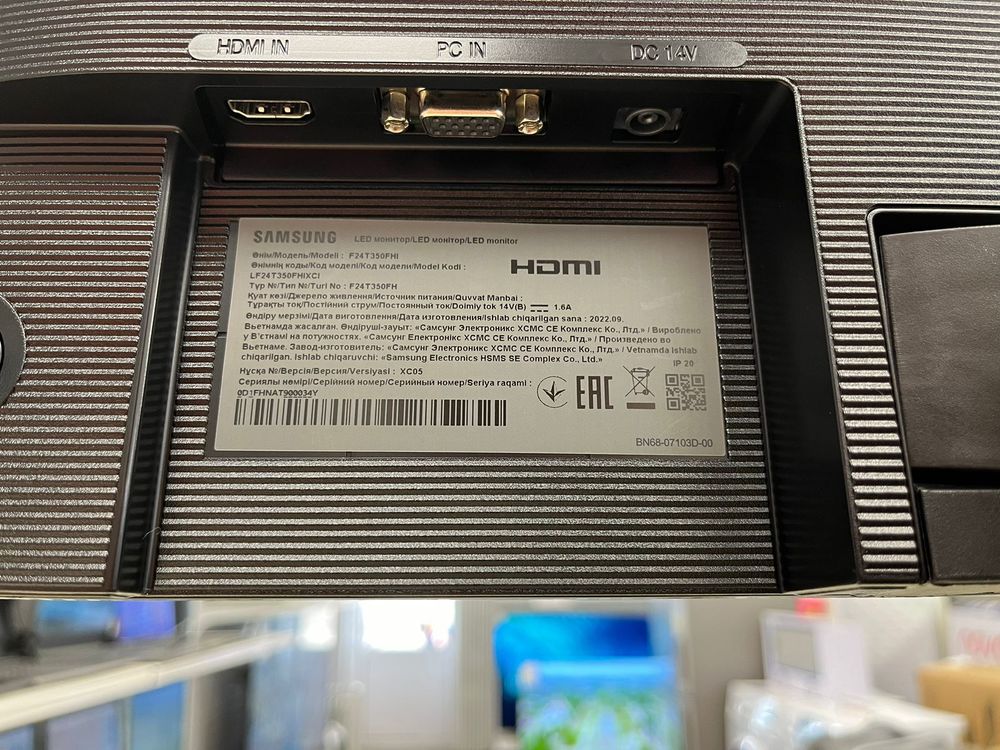 HDMI IN PC IN DC 14V
SAMSUNG LED монитор/LED монітор/LED monitor
Өнім/Модель/Modeli : F24T350FHI
Өнімнің коды/Код моделі/Код модели/Model Kodi :
LF24T350FHIXCI
HDMI
Түр №/Тип №/Turi No : F24T350FH
Қуат көзі/Джерело живлення/Источник питания/Quvvat Manbai :
Тұрақты ток/Постійний струм/Постоянный ток/Doimiy tok 14V(B) 1.6A
Өндіру мерзімі/Дата виготовлення/Дата изготовления/Ishlab chiqarilgan sana : 2022.09.
Вьетнамда жасалған. Өндіруші-зауыт: «Самсунг Электроникс ХСМС СЕ Комплекс Ко., Лтд.» / Вироблено
у В'єтнамі на потужностях. «Самсунг Електронікс ХСМС СЕ Комплекс Ко., Лтд.» / Произведено во
Вьетнаме. Завод-изготовитель: «Самсунг Электроникс ХСМС СЕ Комплекс Ко., Лтд.» / Vetnamda ishlab
chiqarilgan. Ishlab chiqaruvchi: «Samsung Electronics HSMS SE Complex Co., Ltd.»
IP 20
Нұсқа №/Версія/Версия/Versiyasi : XC05
Сериялы нөмірі/Серійний номер/Серийный номер/Seriya raqami :
0D1FHNAT900034Y
EAC
BN68-07103D-00